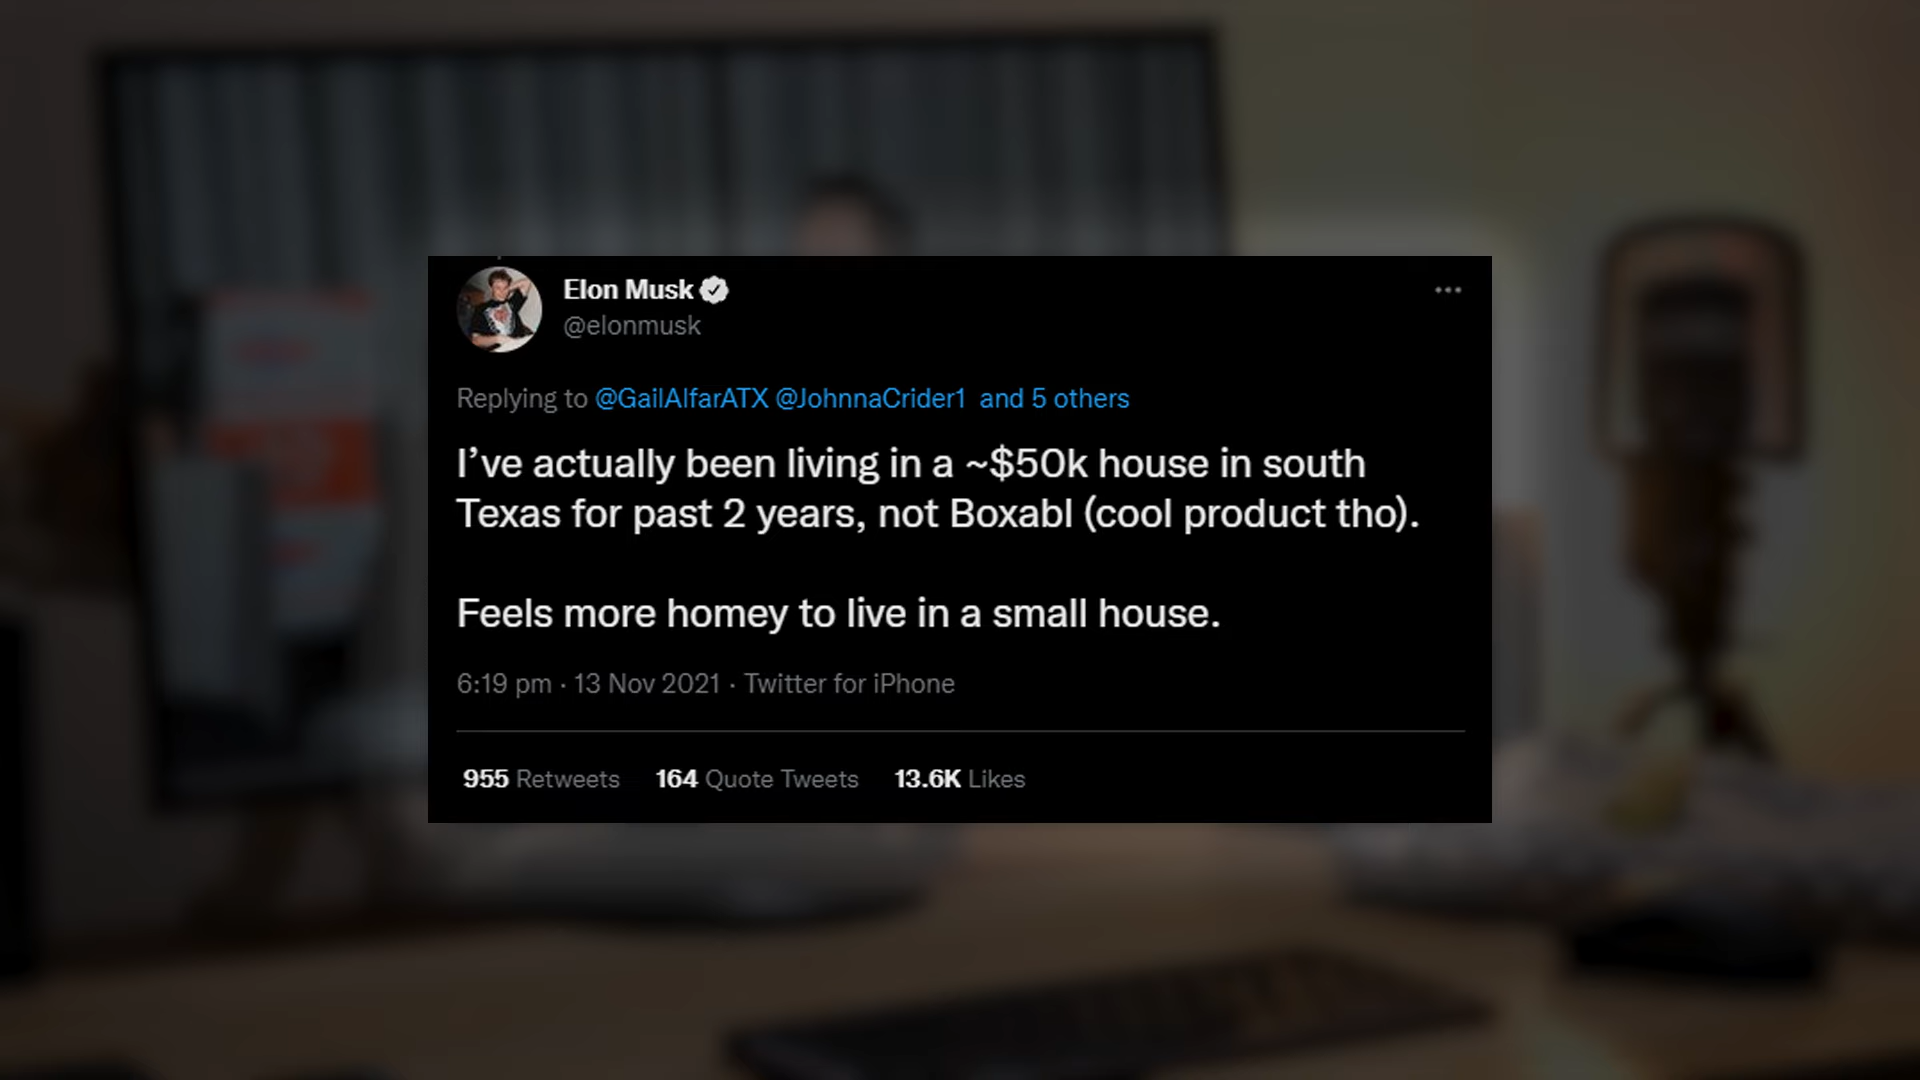 Elon Musk
@elonmusk
Replying to @GailAlfarATX @JohnnaCrider1 and 5 others
I’ve actually been living in a ~$50k house in south
Texas for past 2 years, not Boxabl (cool product tho).
Feels more homey to live in a small house.
6:19 pm · 13 Nov 2021 · Twitter for iPhone
955 Retweets 164 Quote Tweets 13.6K Likes